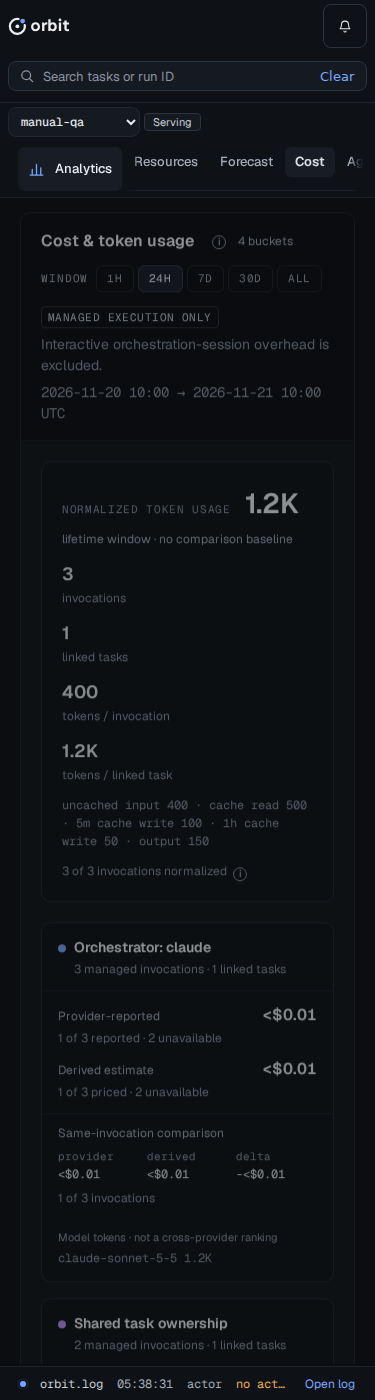 orbit
Search tasks or run ID Clear
manual-qa Serving
Analytics Resources Forecast Cost Ag
Cost & token usage 4 buckets
WINDOW 1H 24H 7D 30D ALL
MANAGED EXECUTION ONLY
Interactive orchestration-session overhead is
excluded.
2026-11-20 10:00 → 2026-11-21 10:00
UTC
NORMALIZED TOKEN USAGE 1.2K
lifetime window · no comparison baseline
3
invocations
1
linked tasks
400
tokens / invocation
1.2K
tokens / linked task
uncached input 400 · cache read 500
· 5m cache write 100 · 1h cache
write 50 · output 150
3 of 3 invocations normalized
Orchestrator: claude
3 managed invocations · 1 linked tasks
Provider-reported <$0.01
1 of 3 reported · 2 unavailable
Derived estimate <$0.01
1 of 3 priced · 2 unavailable
Same-invocation comparison
provider derived delta
<$0.01 <$0.01 -<$0.01
1 of 3 invocations
Model tokens · not a cross-provider ranking
claude-sonnet-5-5 1.2K
Shared task ownership
2 managed invocations · 1 linked tasks
orbit.log 05:38:31 actor no act… Open log